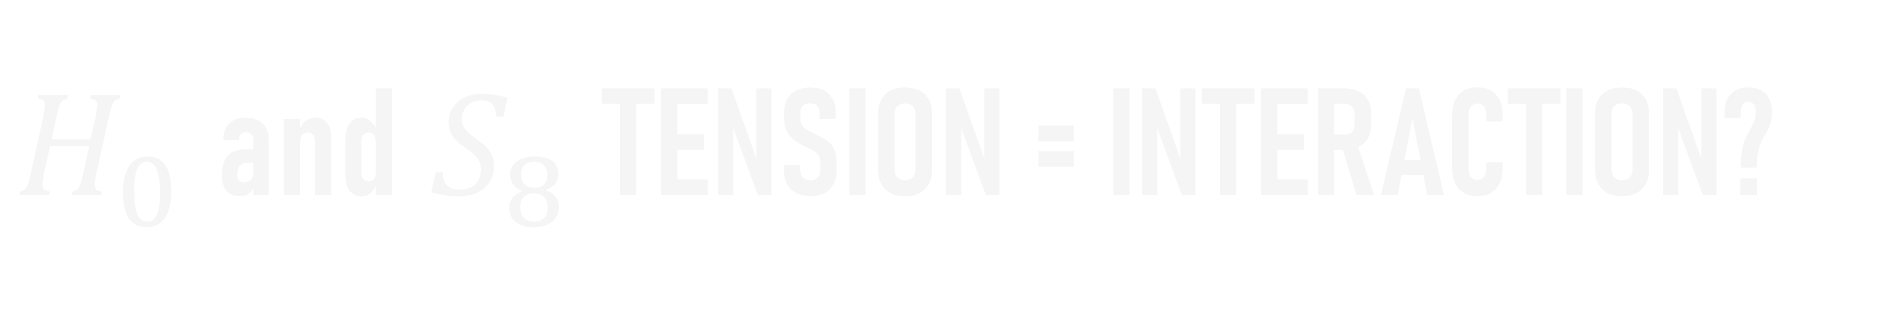 H₀ and S₈ TENSION = INTERACTION?